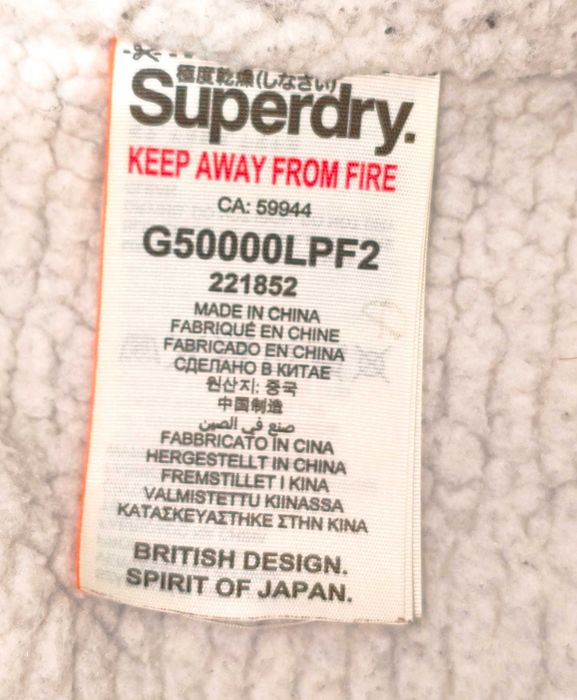 極度乾燥(しなさい)
Superdry.
KEEP AWAY FROM FIRE
CA: 59944
G50000LPF2
221852
MADE IN CHINA
FABRIQUÉ EN CHINE
FABRICADO EN CHINA
СДЕЛАНО В КИТАЕ
원산지: 중국
中国制造
صنع في الصين
FABBRICATO IN CINA
HERGESTELLT IN CHINA
FREMSTILLET I KINA
VALMISTETTU KIINASSA
ΚΑΤΑΣΚΕΥΑΣΤΗΚΕ ΣΤΗΝ ΚΙΝΑ
BRITISH DESIGN.
SPIRIT OF JAPAN.